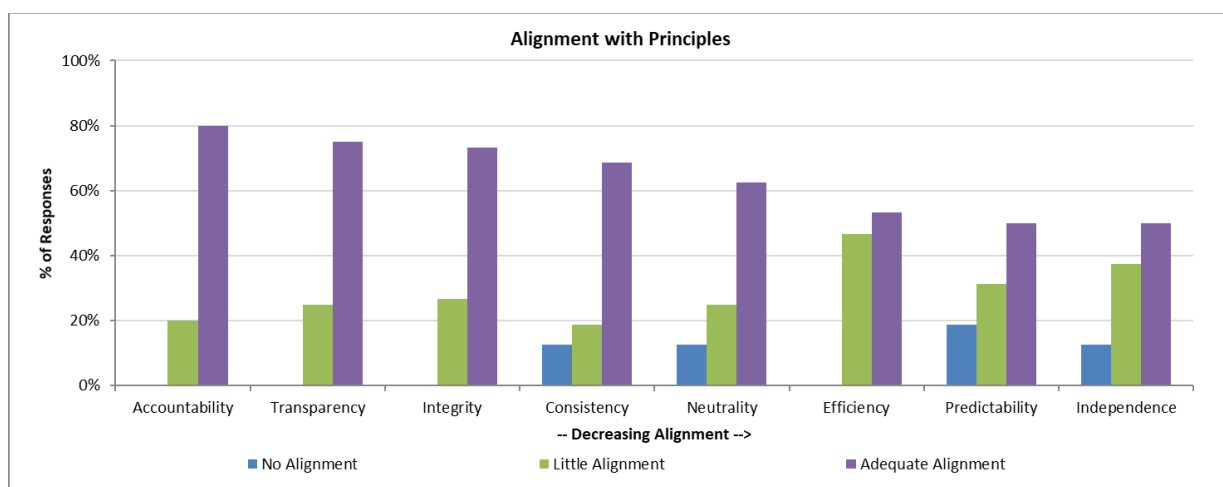 Alignment with Principles
100%
80%
60%
40%
20%
0%
% of Responses
Accountability Transparency Integrity Consistency Neutrality Efficiency Predictability Independence
-- Decreasing Alignment -->
No Alignment Little Alignment Adequate Alignment